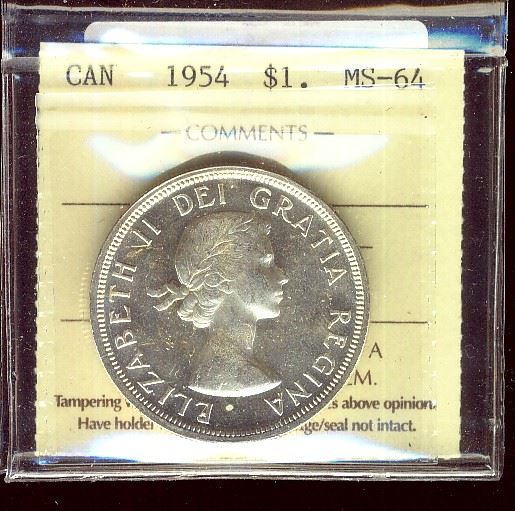 CAN 1954 $1. MS-64
— COMMENTS —
ELIZABETH II DEI GRATIA REGINA
A
.M.
Tampering above opinion.
Have holde ge/seal not intact.